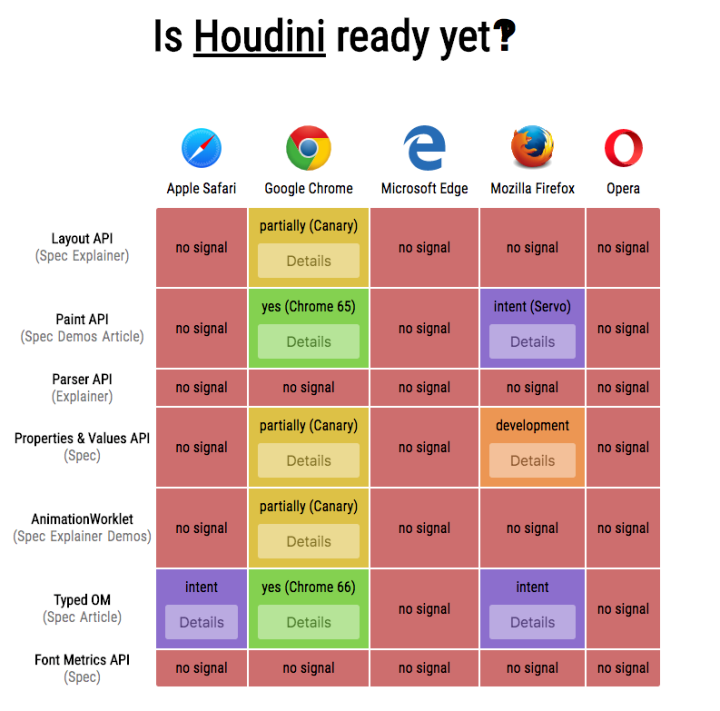 Is Houdini ready yet‽
Apple Safari Google Chrome Microsoft Edge Mozilla Firefox Opera
Layout API
(Spec Explainer)
no signal
partially (Canary)
Details
no signal
no signal
no signal
Paint API
(Spec Demos Article)
no signal
yes (Chrome 65)
Details
no signal
intent (Servo)
Details
no signal
Parser API
(Explainer)
no signal
no signal
no signal
no signal
no signal
Properties & Values API
(Spec)
no signal
partially (Canary)
Details
no signal
development
Details
no signal
AnimationWorklet
(Spec Explainer Demos)
no signal
partially (Canary)
Details
no signal
no signal
no signal
Typed OM
(Spec Article)
intent
Details
yes (Chrome 66)
Details
no signal
intent
Details
no signal
Font Metrics API
(Spec)
no signal
no signal
no signal
no signal
no signal